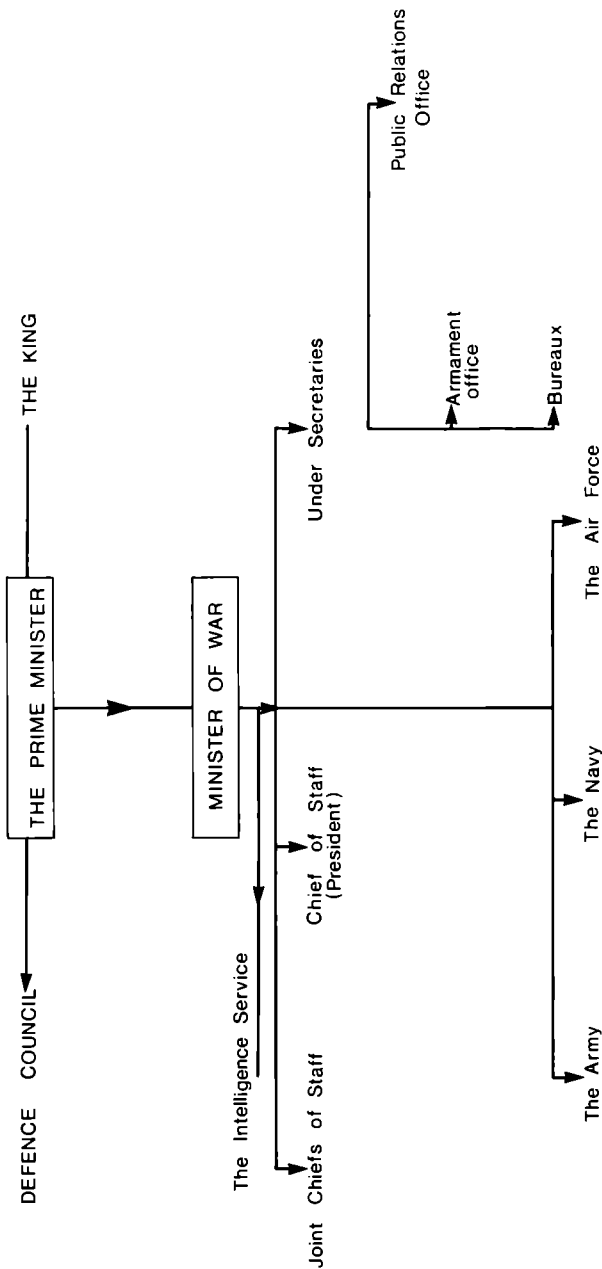 DEFENCE COUNCIL
THE PRIME MINISTER
THE KING
MINISTER OF WAR
The Intelligence Service
Joint Chiefs of Staff
Chief of Staff
(President)
Under Secretaries
Public Relations
Office
Armament
office
Bureaux
The Army
The Navy
The Air Force